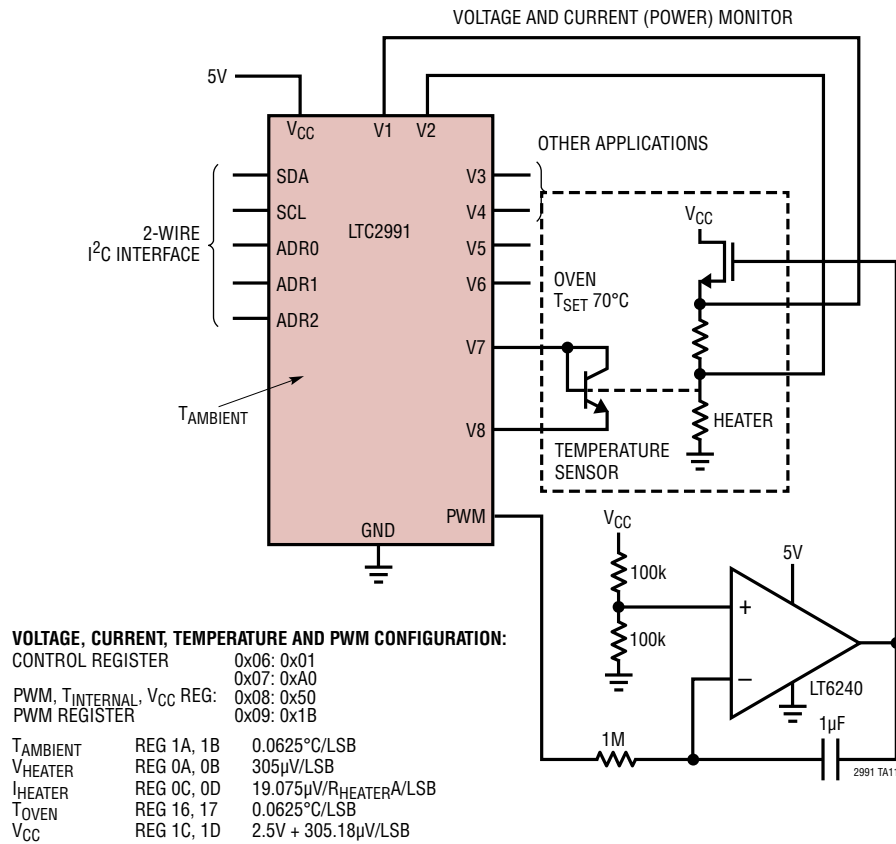 VOLTAGE AND CURRENT (POWER) MONITOR
5V
VCC
V1
V2
OTHER APPLICATIONS
SDA
SCL
ADR0
ADR1
ADR2
2-WIRE
I²C INTERFACE
LTC2991
V3
V4
V5
V6
V7
V8
PWM
GND
TAMBIENT
VCC
OVEN
TSET 70°C
HEATER
TEMPERATURE
SENSOR
VCC
100k
100k
5V
+
–
LT6240
1M
1µF
2991 TA11
VOLTAGE, CURRENT, TEMPERATURE AND PWM CONFIGURATION:
CONTROL REGISTER 0x06: 0x01
0x07: 0xA0
PWM, TINTERNAL, VCC REG: 0x08: 0x50
PWM REGISTER 0x09: 0x1B
TAMBIENT REG 1A, 1B 0.0625°C/LSB
VHEATER REG 0A, 0B 305µV/LSB
IHEATER REG 0C, 0D 19.075µV/RHEATERA/LSB
TOVEN REG 16, 17 0.0625°C/LSB
VCC REG 1C, 1D 2.5V + 305.18µV/LSB